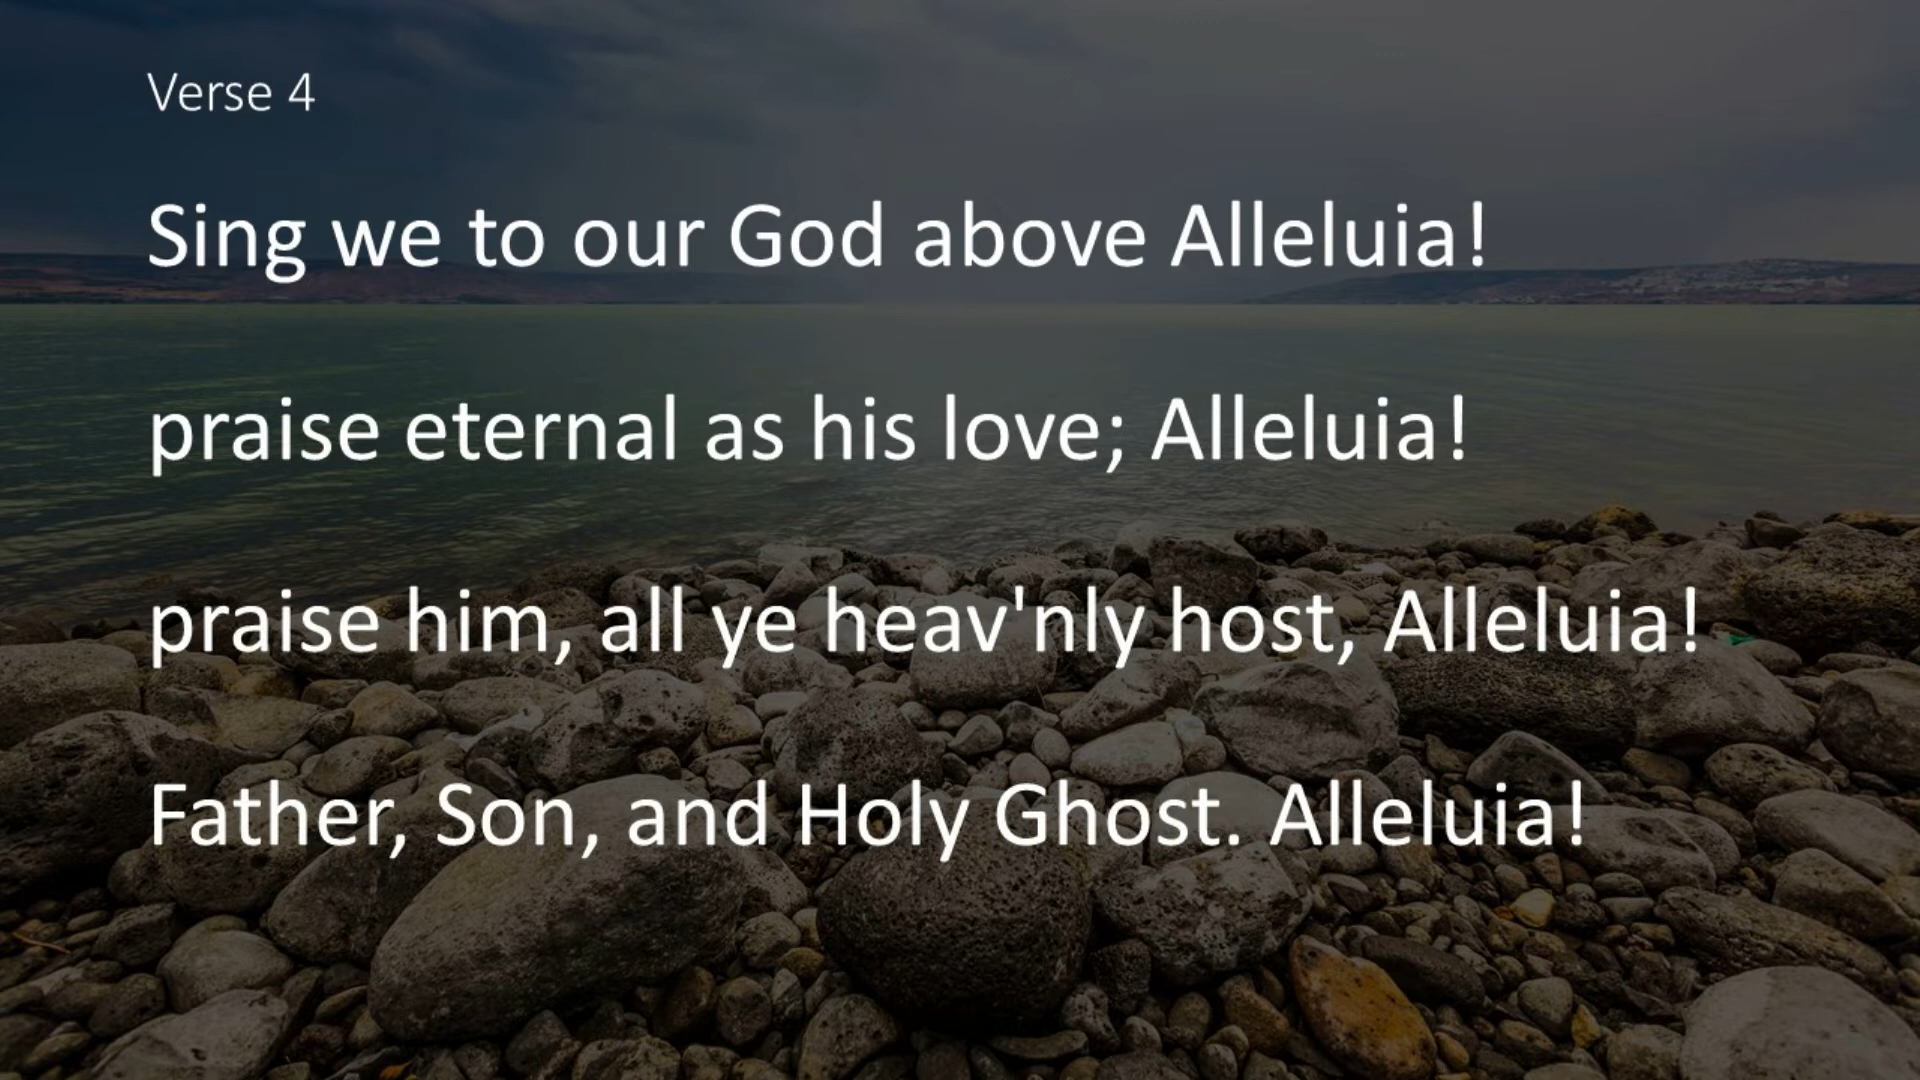 Verse 4
Sing we to our God above Alleluia!
praise eternal as his love; Alleluia!
praise him, all ye heav'nly host, Alleluia!
Father, Son, and Holy Ghost. Alleluia!